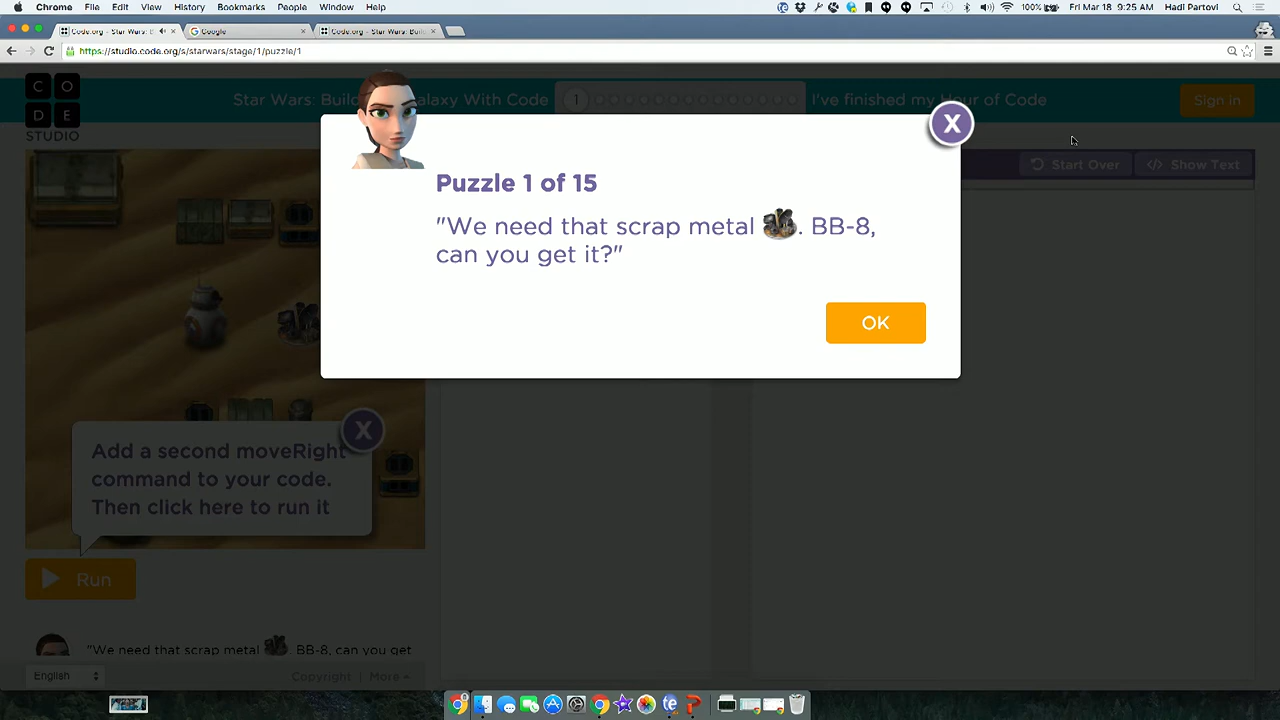 Chrome File Edit View History Bookmarks People Window Help 100% Fri Mar 18 9:25 AM Hadi Partovi
Code.org - Star Wars: B Google Code.org - Star Wars: Buil
https://studio.code.org/s/starwars/stage/1/puzzle/1
C O
D E
STUDIO
Star Wars: Build alaxy With Code 1 I've finished my Hour of Code Sign in
Start Over </> Show Text
X
Puzzle 1 of 15
"We need that scrap metal . BB-8,
can you get it?"
OK
X
Add a second moveRight
command to your code.
Then click here to run it
Run
"We need that scrap metal BB-8, can you get
English Copyright | More